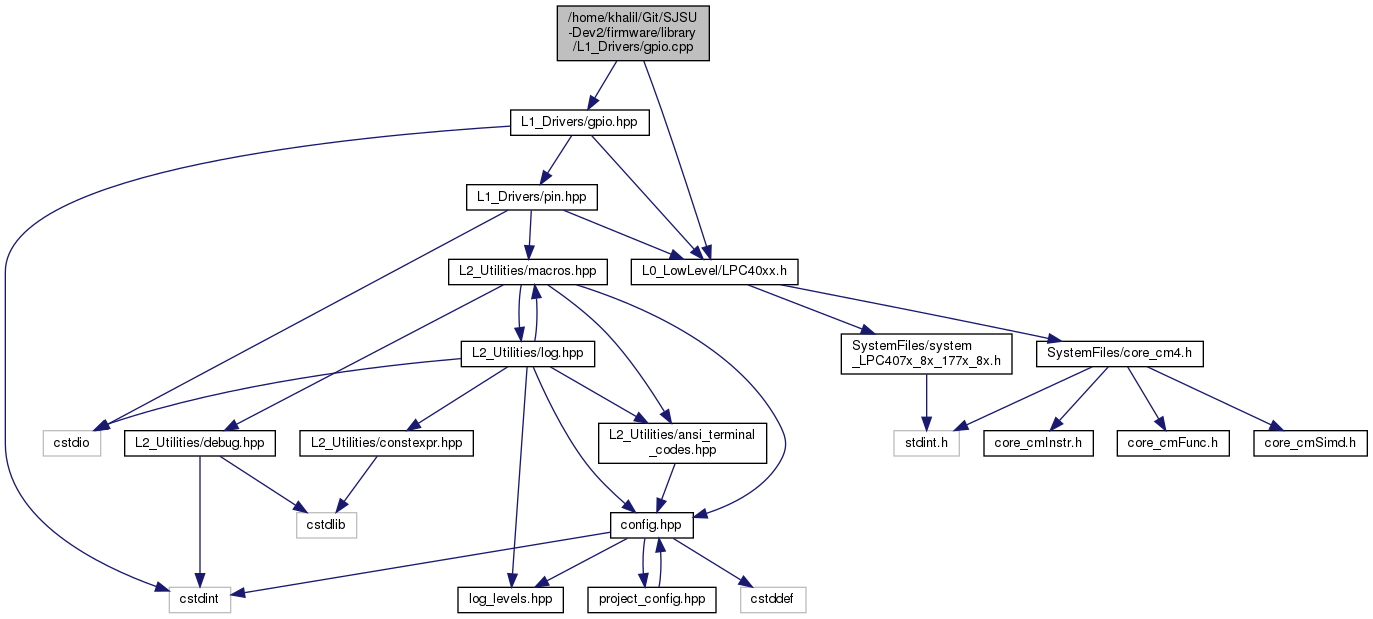 /home/khalil/Git/SJSU
-Dev2/firmware/library
/L1_Drivers/gpio.cpp
L1_Drivers/gpio.hpp
L1_Drivers/pin.hpp
L2_Utilities/macros.hpp
L0_LowLevel/LPC40xx.h
L2_Utilities/log.hpp
SystemFiles/system
_LPC407x_8x_177x_8x.h
SystemFiles/core_cm4.h
cstdio
L2_Utilities/debug.hpp
L2_Utilities/constexpr.hpp
L2_Utilities/ansi_terminal
_codes.hpp
stdint.h
core_cmInstr.h
core_cmFunc.h
core_cmSimd.h
cstdlib
config.hpp
cstdint
log_levels.hpp
project_config.hpp
cstddef